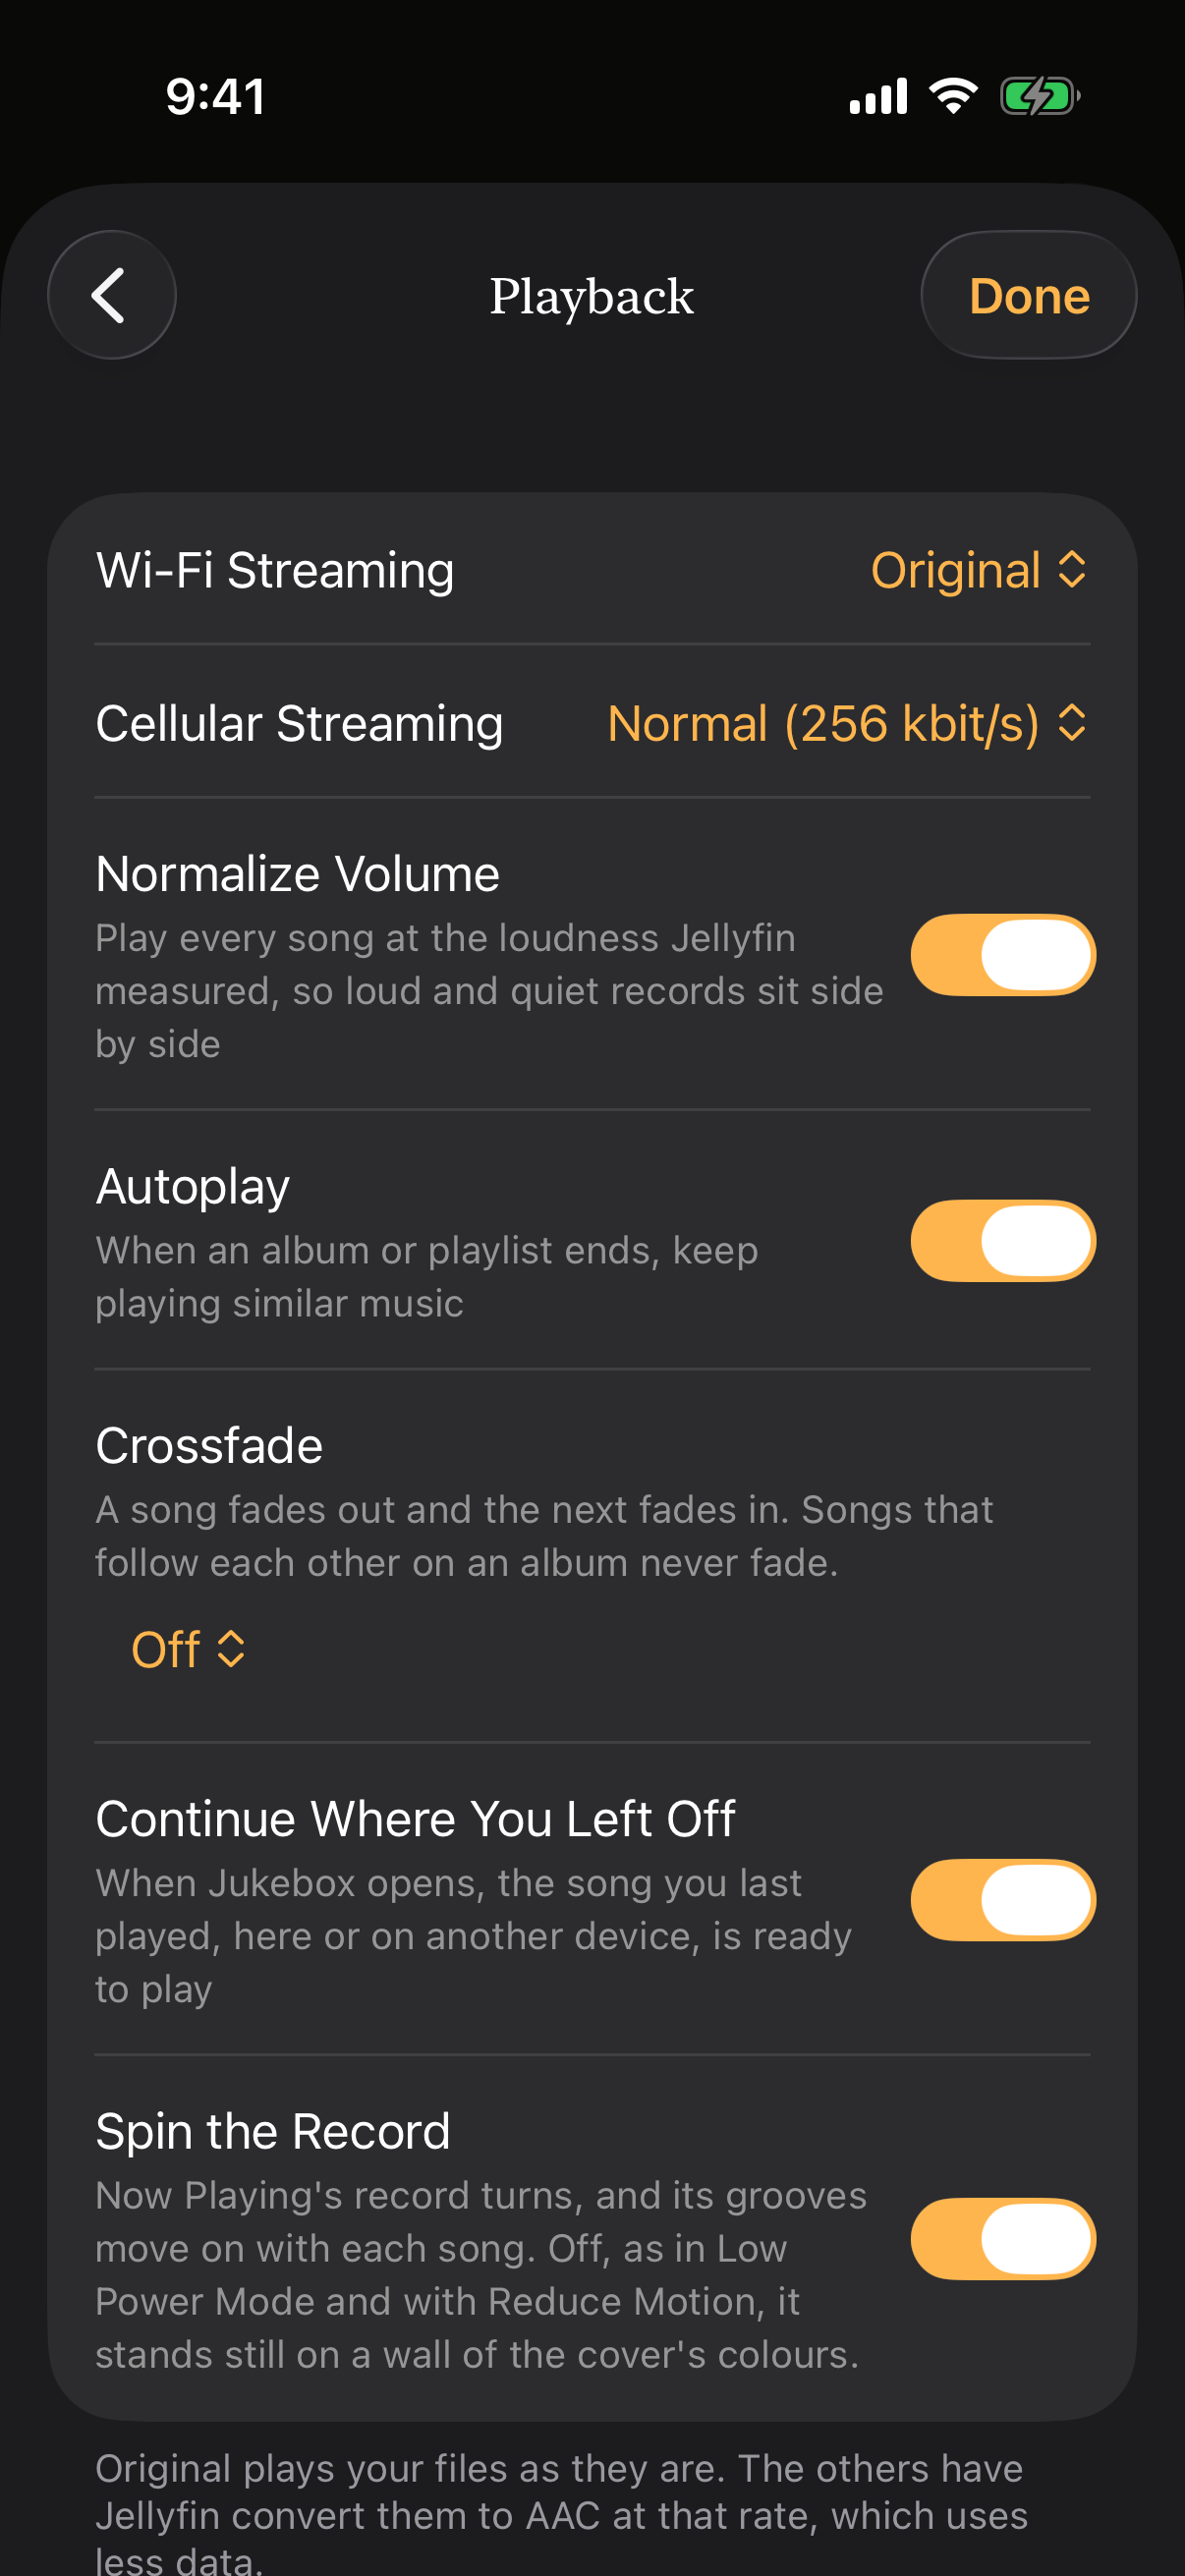 9:41
Playback
Done
Wi-Fi Streaming
Original
Cellular Streaming
Normal (256 kbit/s)
Normalize Volume
Play every song at the loudness Jellyfin
measured, so loud and quiet records sit side
by side
Autoplay
When an album or playlist ends, keep
playing similar music
Crossfade
A song fades out and the next fades in. Songs that
follow each other on an album never fade.
Off
Continue Where You Left Off
When Jukebox opens, the song you last
played, here or on another device, is ready
to play
Spin the Record
Now Playing's record turns, and its grooves
move on with each song. Off, as in Low
Power Mode and with Reduce Motion, it
stands still on a wall of the cover's colours.
Original plays your files as they are. The others have
Jellyfin convert them to AAC at that rate, which uses
less data.